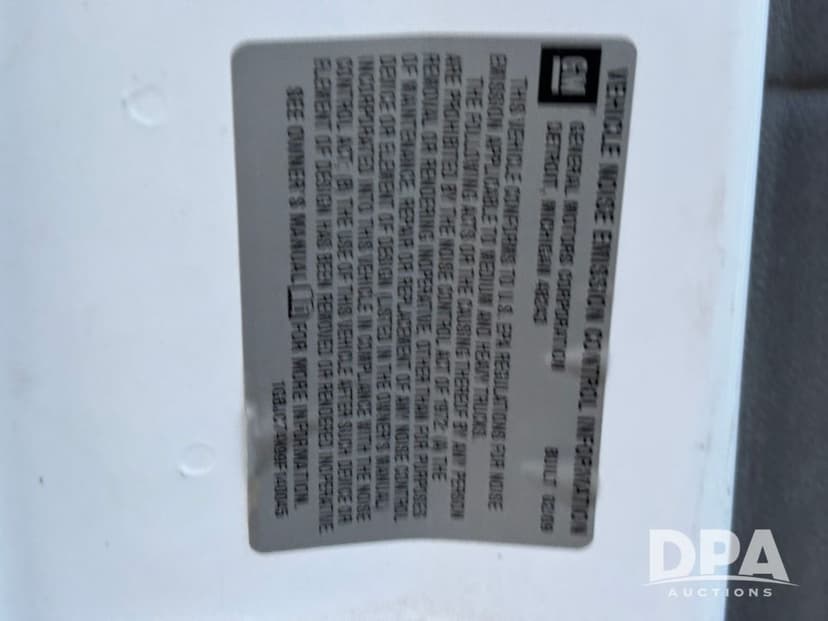 VEHICLE NOISE EMISSION CONTROL INFORMATION
GM
GENERAL MOTORS CORPORATION
DETROIT, MICHIGAN 48243
BUILT 02/09
THIS VEHICLE CONFORMS TO U.S. EPA REGULATIONS FOR NOISE
EMISSION APPLICABLE TO MEDIUM AND HEAVY TRUCKS.
THE FOLLOWING ACTS OR THE CAUSING THEREOF BY ANY PERSON
ARE PROHIBITED BY THE NOISE CONTROL ACT OF 1972: (A) THE
REMOVAL OR RENDERING INOPERATIVE, OTHER THAN FOR PURPOSES
OF MAINTENANCE, REPAIR OR REPLACEMENT OF ANY NOISE CONTROL
DEVICE OR ELEMENT OF DESIGN (LISTED IN THE OWNER'S MANUAL)
INCORPORATED INTO THIS VEHICLE IN COMPLIANCE WITH THE NOISE
CONTROL ACT, (B) THE USE OF THIS VEHICLE AFTER SUCH DEVICE OR
ELEMENT OF DESIGN HAS BEEN REMOVED OR RENDERED INOPERATIVE.
SEE OWNER'S MANUAL FOR MORE INFORMATION.
DPA
AUCTIONS